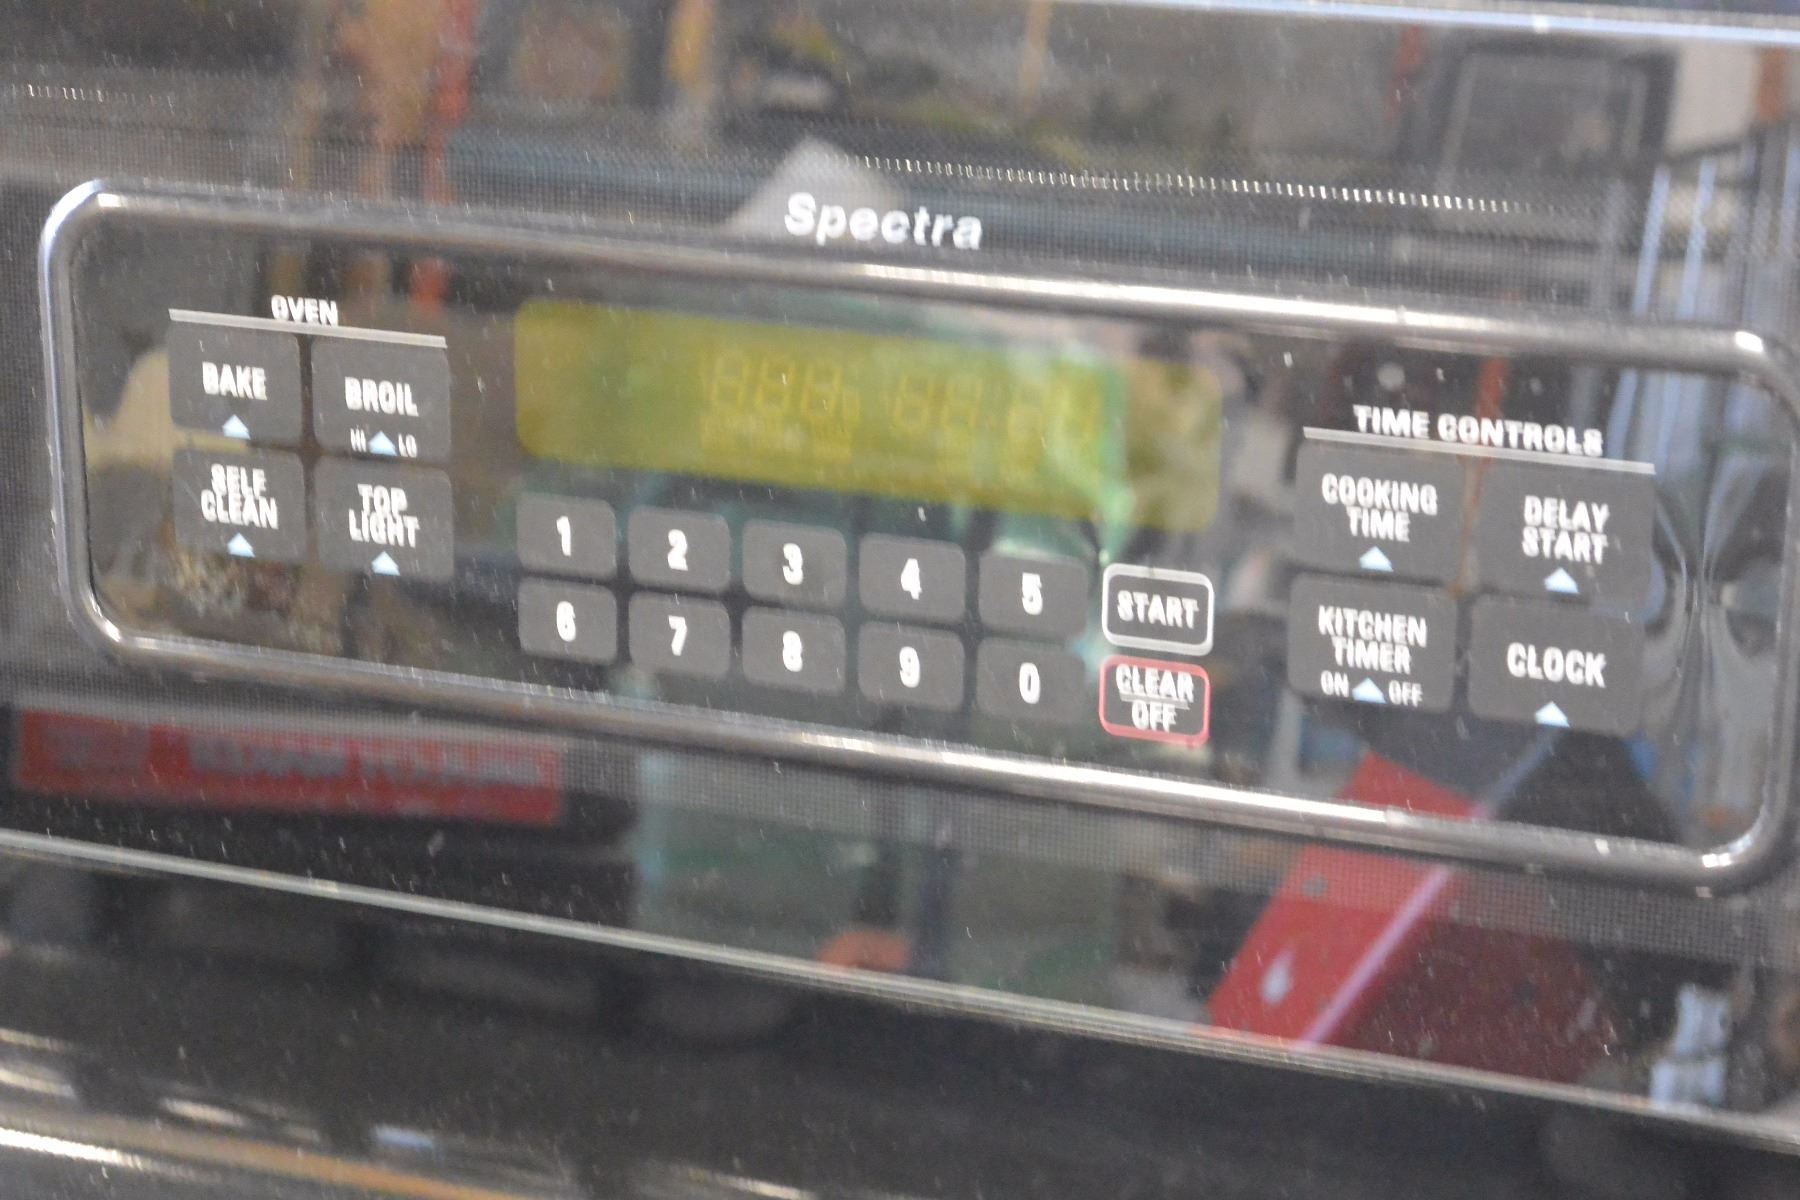 Spectra
OVEN
BAKE
BROIL
HI LO
SELF
CLEAN
TOP
LIGHT
1 2 3 4 5
6 7 8 9 0
START
CLEAR
OFF
TIME CONTROLS
COOKING
TIME
DELAY
START
KITCHEN
TIMER
ON OFF
CLOCK